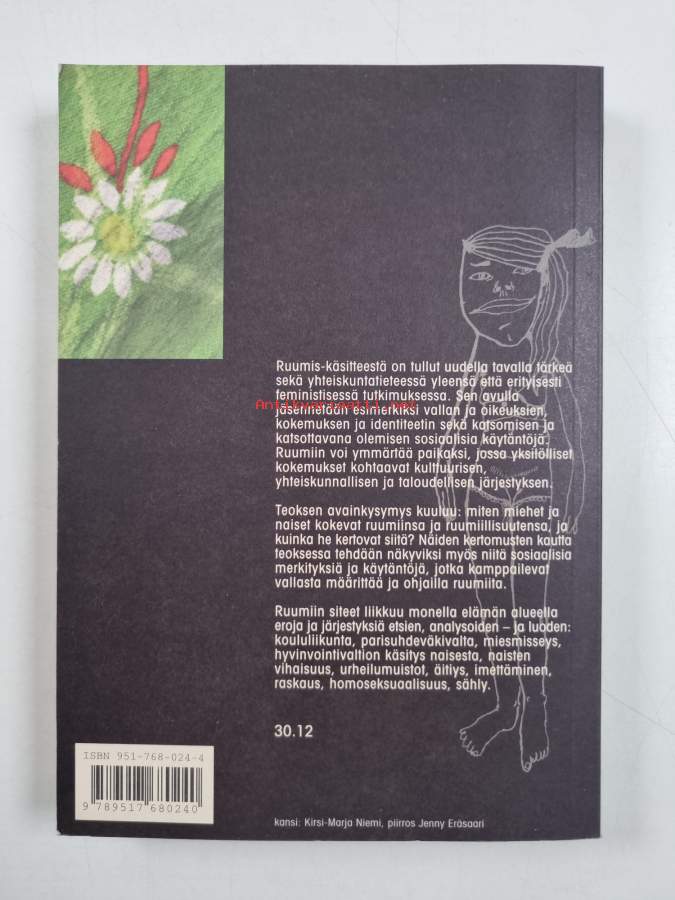 Ruumis-käsitteestä on tullut uudella tavalla tärkeä
sekä yhteiskuntatieteessä yleensä että erityisesti
feministisessä tutkimuksessa. Sen avulla
jäsennetään esimerkiksi vallan ja oikeuksien,
kokemuksen ja identiteetin sekä katsomisen ja
katsottavana olemisen sosiaalisia käytäntöjä.
Ruumiin voi ymmärtää paikaksi, jossa yksilölliset
kokemukset kohtaavat kulttuurisen,
yhteiskunnallisen ja taloudellisen järjestyksen.
Teoksen avainkysymys kuuluu: miten miehet ja
naiset kokevat ruumiinsa ja ruumiillisuutensa, ja
kuinka he kertovat siitä? Näiden kertomusten kautta
teoksessa tehdään näkyviksi myös niitä sosiaalisia
merkityksiä ja käytäntöjä, jotka kamppailevat
vallasta määrittää ja ohjailla ruumiita.
Ruumiin siteet liikkuu monella elämän alueella
eroja ja järjestyksiä etsien, analysoiden – ja luoden:
koululiikunta, parisuhdeväkivalta, miesmisseys,
hyvinvointivaltion käsitys naisesta, naisten
vihaisuus, urheilumuistot, äitiys, imettäminen,
raskaus, homoseksuaalisuus, sähly.
30.12
ISBN 951-768-024-4
9 789517 680240
kansi: Kirsi-Marja Niemi, piirros Jenny Eräsaari
Antikvariaatti.net